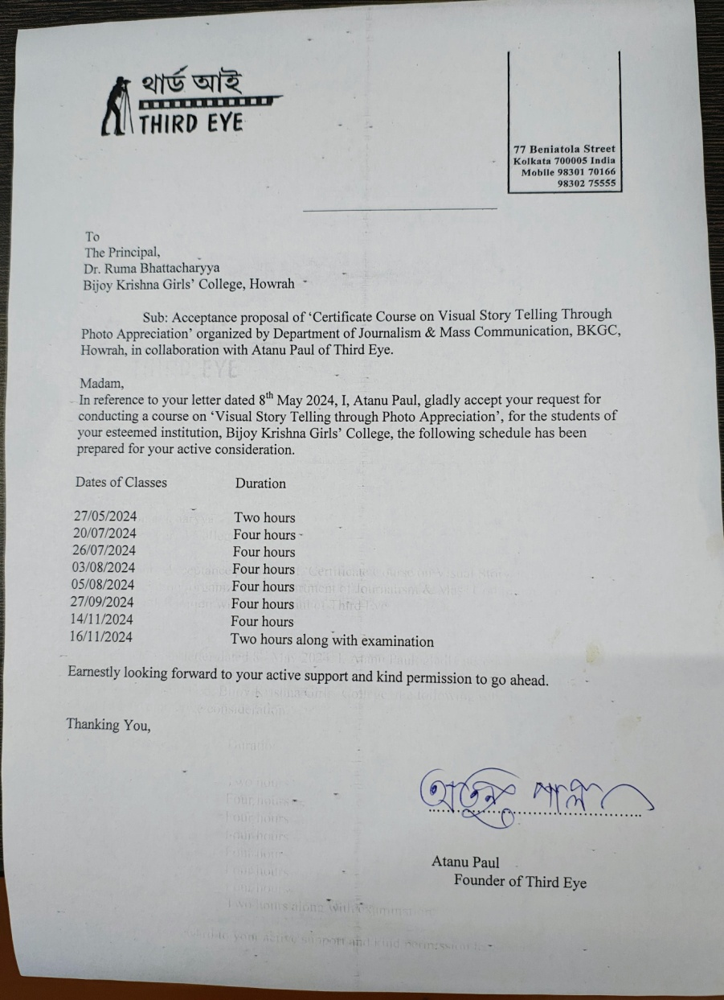 থার্ড আই
THIRD EYE
77 Beniatola Street
Kolkata 700005 India
Mobile 98301 70166
98302 75555
To
The Principal,
Dr. Ruma Bhattacharyya
Bijoy Krishna Girls' College, Howrah
Sub: Acceptance proposal of 'Certificate Course on Visual Story Telling Through
Photo Appreciation' organized by Department of Journalism & Mass Communication, BKGC,
Howrah, in collaboration with Atanu Paul of Third Eye.
Madam,
In reference to your letter dated 8th May 2024, I, Atanu Paul, gladly accept your request for
conducting a course on 'Visual Story Telling through Photo Appreciation', for the students of
your esteemed institution, Bijoy Krishna Girls' College, the following schedule has been
prepared for your active consideration.
Dates of Classes Duration
27/05/2024 Two hours
20/07/2024 Four hours
26/07/2024 Four hours
03/08/2024 Four hours
05/08/2024 Four hours
27/09/2024 Four hours
14/11/2024 Four hours
16/11/2024 Two hours along with examination
Earnestly looking forward to your active support and kind permission to go ahead.
Thanking You,
অতনু পাল
Atanu Paul
Founder of Third Eye